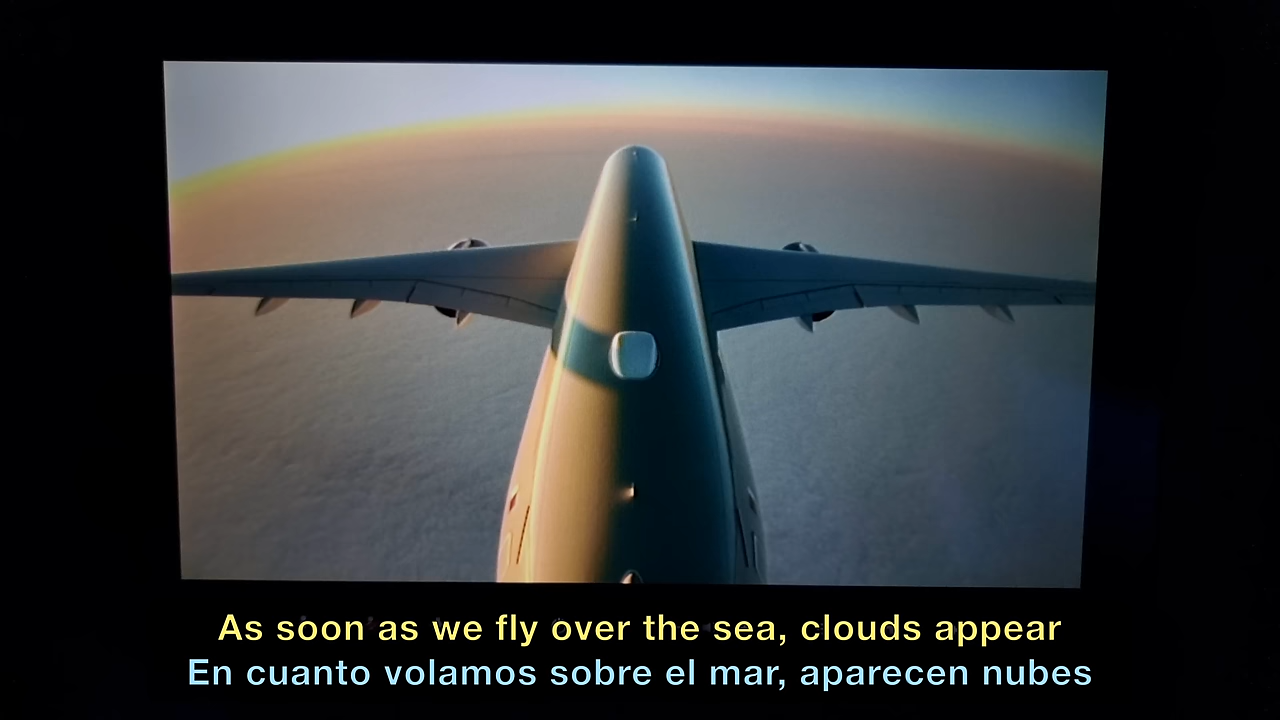 As soon as we fly over the sea, clouds appear
En cuanto volamos sobre el mar, aparecen nubes